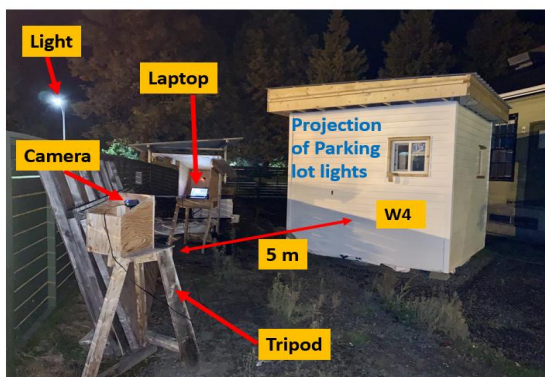 Light
Laptop
Projection
of Parking
lot lights
Camera
W4
5 m
Tripod